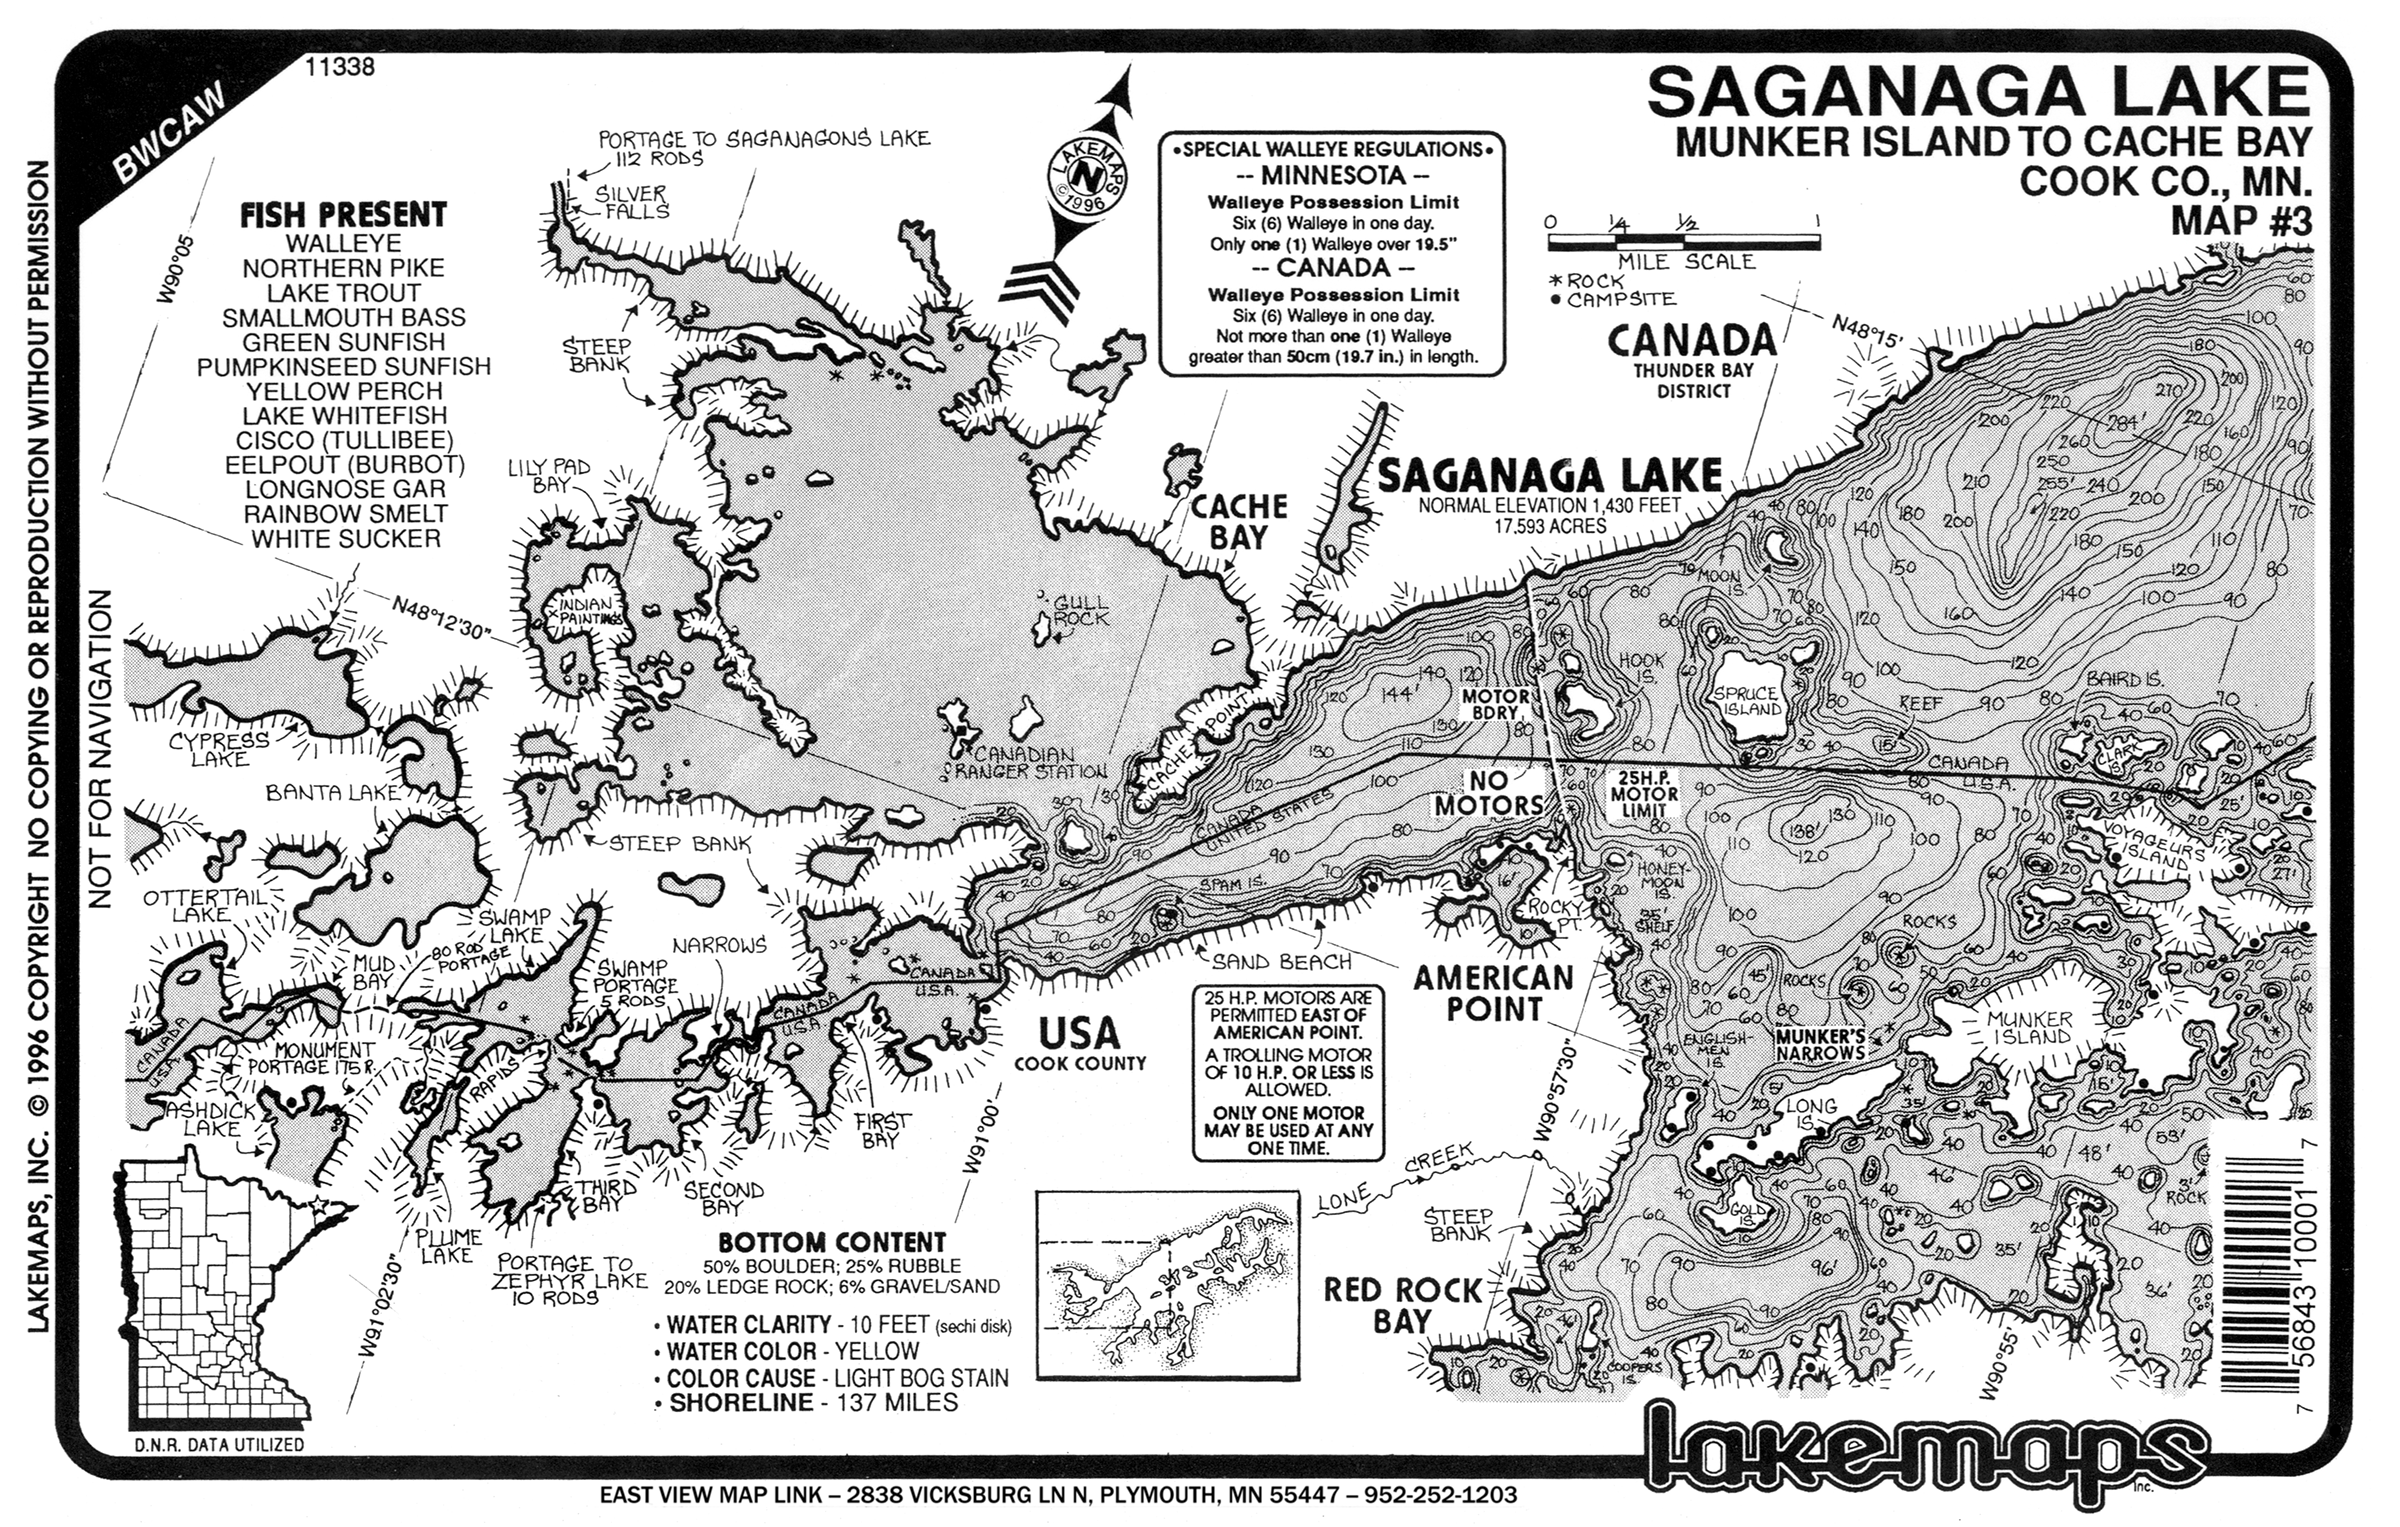 11338
BWCAW
SAGANAGA LAKE
MUNKER ISLAND TO CACHE BAY
COOK CO., MN.
MAP #3
LAKEMAPS, INC. © 1996 COPYRIGHT NO COPYING OR REPRODUCTION WITHOUT PERMISSION
NOT FOR NAVIGATION
FISH PRESENT
WALLEYE
NORTHERN PIKE
LAKE TROUT
SMALLMOUTH BASS
GREEN SUNFISH
PUMPKINSEED SUNFISH
YELLOW PERCH
LAKE WHITEFISH
CISCO (TULLIBEE)
EELPOUT (BURBOT)
LONGNOSE GAR
RAINBOW SMELT
WHITE SUCKER
W90°05
PORTAGE TO SAGANAGONS LAKE
112 RODS
SILVER
FALLS
STEEP
BANK
LAKEMAPS
N
© 1996
•SPECIAL WALLEYE REGULATIONS•
-- MINNESOTA --
Walleye Possession Limit
Six (6) Walleye in one day.
Only one (1) Walleye over 19.5"
-- CANADA --
Walleye Possession Limit
Six (6) Walleye in one day.
Not more than one (1) Walleye
greater than 50cm (19.7 in.) in length.
0 1/4 1/2 1
MILE SCALE
* ROCK
• CAMPSITE
CANADA
THUNDER BAY
DISTRICT
N48°15'
SAGANAGA LAKE
NORMAL ELEVATION 1,430 FEET
17,593 ACRES
CACHE
BAY
LILY PAD
BAY
INDIAN
PAINTINGS
N48°12'30"
GULL
ROCK
CANADIAN
RANGER STATION
CACHE POINT
MOTOR
BDRY
NO
MOTORS
25H.P.
MOTOR
LIMIT
MOON
IS.
HOOK
IS.
SPRUCE
ISLAND
REEF
BAIRD IS.
CLARK
CANADA
U.S.A.
CANADA
UNITED STATES
VOYAGEURS
ISLAND
284'
255'
144'
138'
CYPRESS
LAKE
BANTA LAKE
STEEP BANK
OTTERTAIL
LAKE
SWAMP
LAKE
80 ROD
PORTAGE
MUD
BAY
NARROWS
SWAMP
PORTAGE
5 RODS
CANADA
U.S.A.
CANADA
U.S.A.
CANADA
U.S.A.
MONUMENT
PORTAGE 175 R.
RAPIDS
ASHDICK
LAKE
SPAM IS.
SAND BEACH
ROCKY
PT.
HONEY-
MOON
IS.
35'
SHELF
ROCKS
ROCKS
45'
AMERICAN
POINT
USA
COOK COUNTY
25 H.P. MOTORS ARE
PERMITTED EAST OF
AMERICAN POINT.
A TROLLING MOTOR
OF 10 H.P. OR LESS IS
ALLOWED.
ONLY ONE MOTOR
MAY BE USED AT ANY
ONE TIME.
ENGLISH-
MEN
IS.
MUNKER'S
NARROWS
MUNKER
ISLAND
LONG
IS.
GOLD
IS.
96'
3'
ROCK
FIRST
BAY
SECOND
BAY
THIRD
BAY
PLUME
LAKE
PORTAGE TO
ZEPHYR LAKE
10 RODS
W91°02'30"
W91°00'
W90°57'30"
W90°55'
LONE CREEK
STEEP
BANK
RED ROCK
BAY
COOPERS
IS.
BOTTOM CONTENT
50% BOULDER; 25% RUBBLE
20% LEDGE ROCK; 6% GRAVEL/SAND
• WATER CLARITY - 10 FEET (sechi disk)
• WATER COLOR - YELLOW
• COLOR CAUSE - LIGHT BOG STAIN
• SHORELINE - 137 MILES
D.N.R. DATA UTILIZED
7 56843 10001 7
lakemaps
Inc.
EAST VIEW MAP LINK – 2838 VICKSBURG LN N, PLYMOUTH, MN 55447 – 952-252-1203